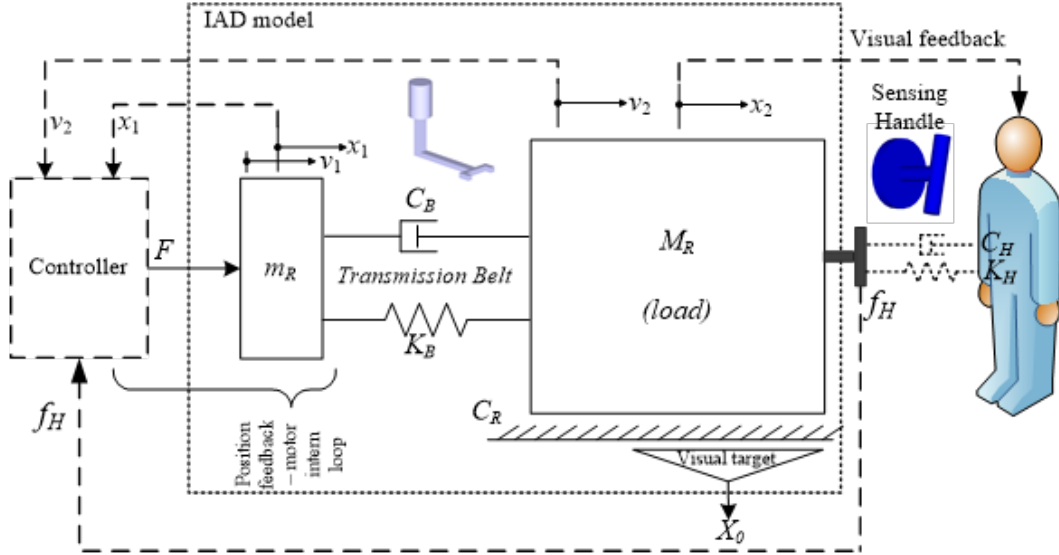 IAD model
Visual feedback
v2
x1
v2
x2
Sensing
Handle
x1
v1
CB
MR
CH
F
Controller
mR
Transmission Belt
(load)
KH
fH
KB
CR
fH
Position
feedback
– motor
intern
loop
Visual target
X0